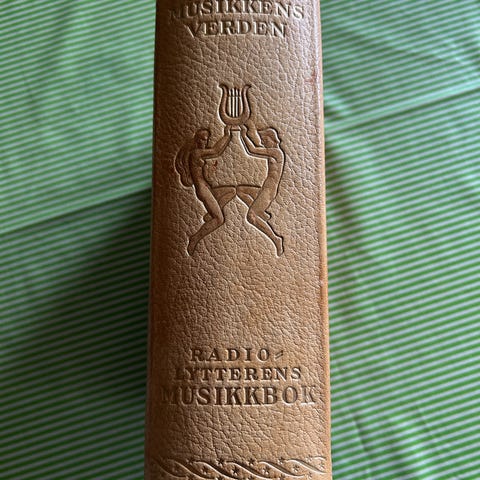 MUSIKKENS
VERDEN
RADIO-
LYTTERENS
MUSIKKBOK